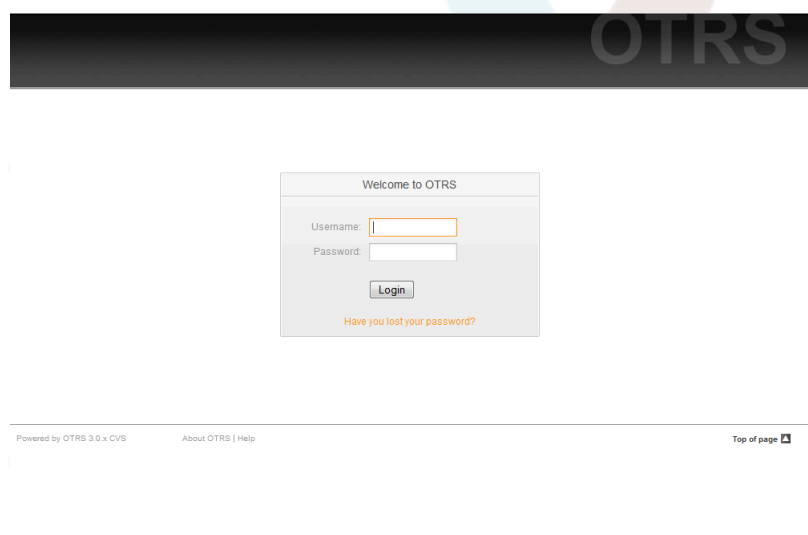 OTRS
Welcome to OTRS
Username:
Password:
Login
Have you lost your password?
Powered by OTRS 3.0.x CVS About OTRS | Help Top of page